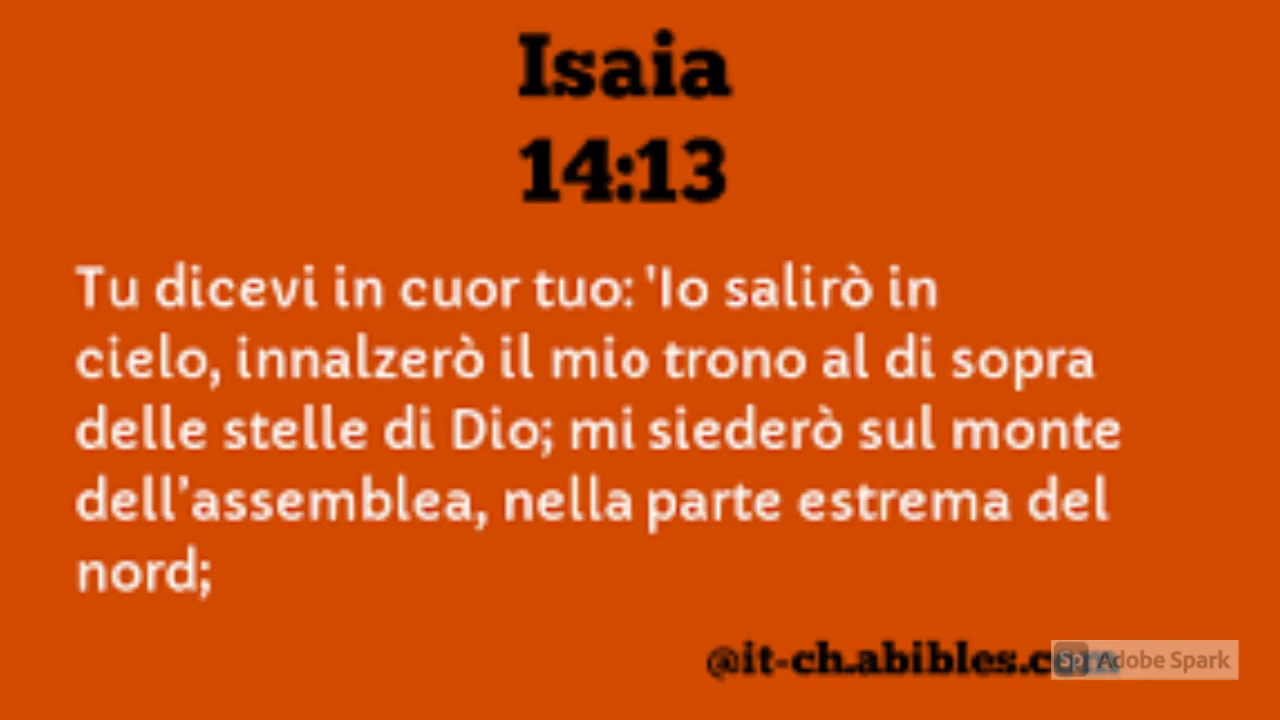 Isaia
14:13
Tu dicevi in cuor tuo: 'Io salirò in
cielo, innalzerò il mio trono al di sopra
delle stelle di Dio; mi siederò sul monte
dell’assemblea, nella parte estrema del
nord;
@it-ch.abibles.com
Sp Adobe Spark